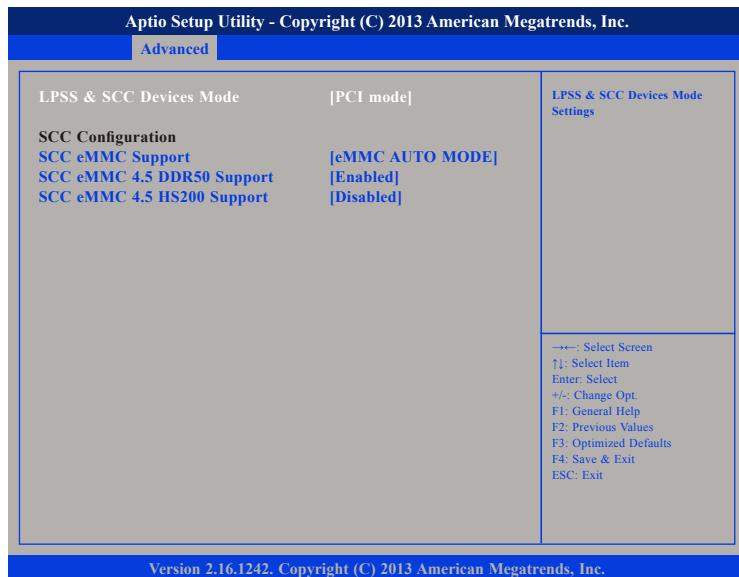 Aptio Setup Utility - Copyright (C) 2013 American Megatrends, Inc.
Advanced
LPSS & SCC Devices Mode [PCI mode]
SCC Configuration
SCC eMMC Support [eMMC AUTO MODE]
SCC eMMC 4.5 DDR50 Support [Enabled]
SCC eMMC 4.5 HS200 Support [Disabled]
LPSS & SCC Devices Mode
Settings
→←: Select Screen
↑↓: Select Item
Enter: Select
+/-: Change Opt.
F1: General Help
F2: Previous Values
F3: Optimized Defaults
F4: Save & Exit
ESC: Exit
Version 2.16.1242. Copyright (C) 2013 American Megatrends, Inc.